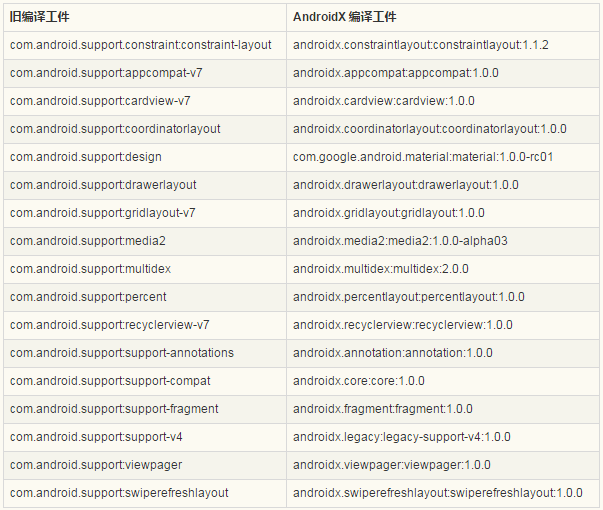 旧编译工件 AndroidX 编译工件
com.android.support.constraint:constraint-layout androidx.constraintlayout:constraintlayout:1.1.2
com.android.support:appcompat-v7 androidx.appcompat:appcompat:1.0.0
com.android.support:cardview-v7 androidx.cardview:cardview:1.0.0
com.android.support:coordinatorlayout androidx.coordinatorlayout:coordinatorlayout:1.0.0
com.android.support:design com.google.android.material:material:1.0.0-rc01
com.android.support:drawerlayout androidx.drawerlayout:drawerlayout:1.0.0
com.android.support:gridlayout-v7 androidx.gridlayout:gridlayout:1.0.0
com.android.support:media2 androidx.media2:media2:1.0.0-alpha03
com.android.support:multidex androidx.multidex:multidex:2.0.0
com.android.support:percent androidx.percentlayout:percentlayout:1.0.0
com.android.support:recyclerview-v7 androidx.recyclerview:recyclerview:1.0.0
com.android.support:support-annotations androidx.annotation:annotation:1.0.0
com.android.support:support-compat androidx.core:core:1.0.0
com.android.support:support-fragment androidx.fragment:fragment:1.0.0
com.android.support:support-v4 androidx.legacy:legacy-support-v4:1.0.0
com.android.support:viewpager androidx.viewpager:viewpager:1.0.0
com.android.support:swiperefreshlayout androidx.swiperefreshlayout:swiperefreshlayout:1.0.0